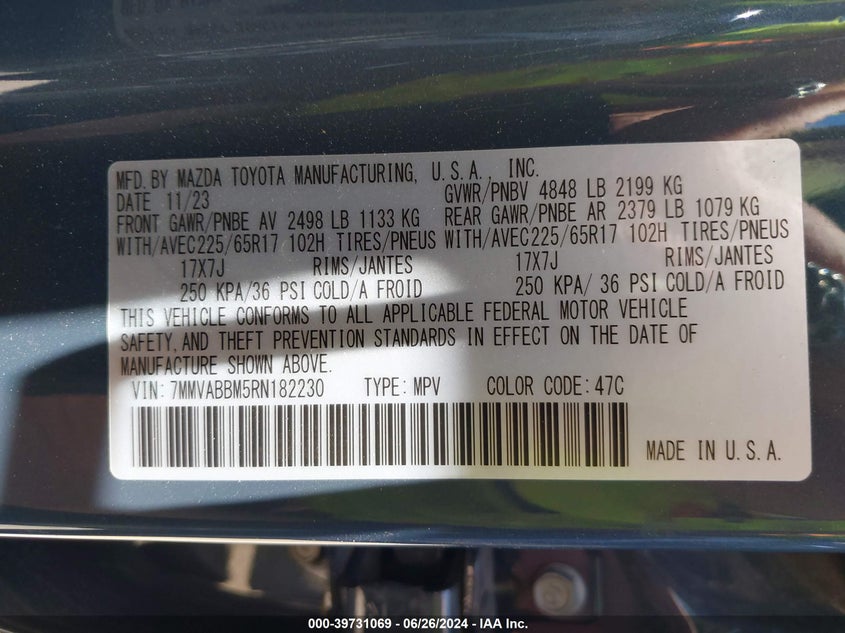 MFD. BY MAZDA TOYOTA MANUFACTURING, U.S.A., INC.
DATE 11/23 GVWR/PNBV 4848 LB 2199 KG
FRONT GAWR/PNBE AV 2498 LB 1133 KG REAR GAWR/PNBE AR 2379 LB 1079 KG
WITH/AVEC225/65R17 102H TIRES/PNEUS WITH/AVEC225/65R17 102H TIRES/PNEUS
17X7J RIMS/JANTES 17X7J RIMS/JANTES
250 KPA/36 PSI COLD/A FROID 250 KPA/ 36 PSI COLD/A FROID
THIS VEHICLE CONFORMS TO ALL APPLICABLE FEDERAL MOTOR VEHICLE
SAFETY, AND THEFT PREVENTION STANDARDS IN EFFECT ON THE DATE OF
MANUFACTURE SHOWN ABOVE.
VIN: 7MMVABBM5RN182230 TYPE: MPV COLOR CODE: 47C
MADE IN U.S.A.
000-39731069 - 06/26/2024 - IAA Inc.